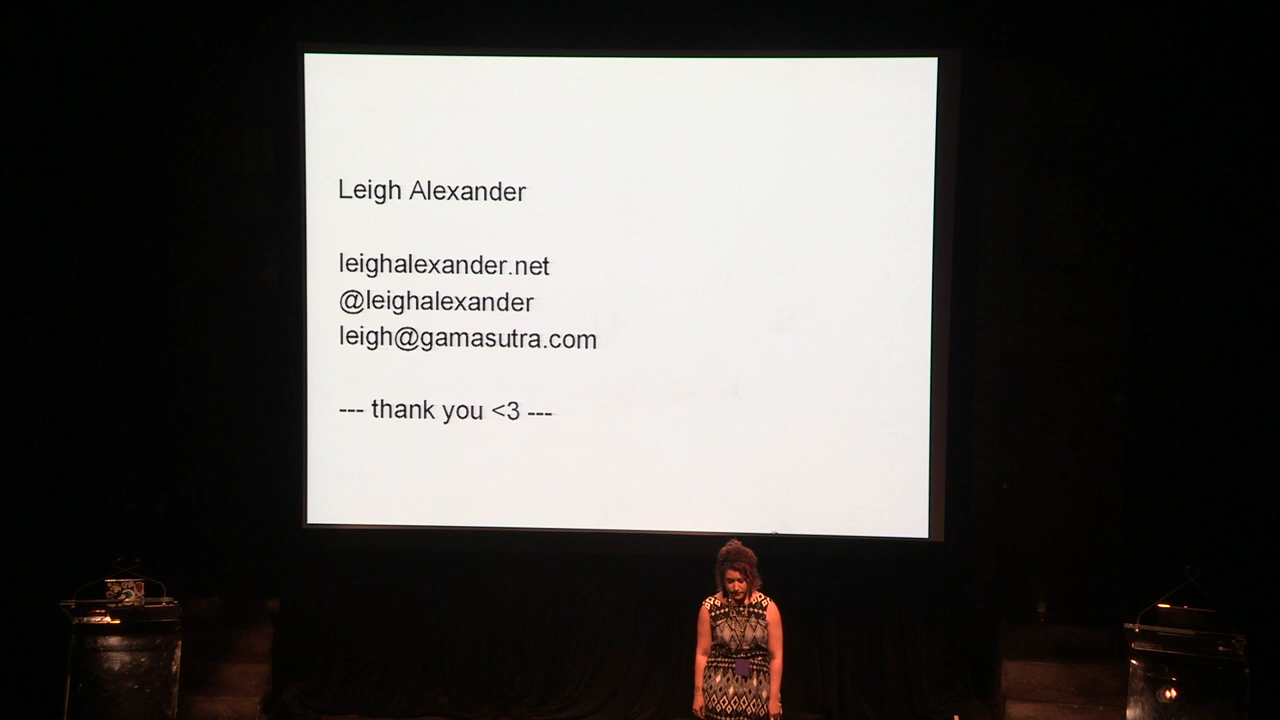 Leigh Alexander
leighalexander.net
@leighalexander
leigh@gamasutra.com
--- thank you <3 ---